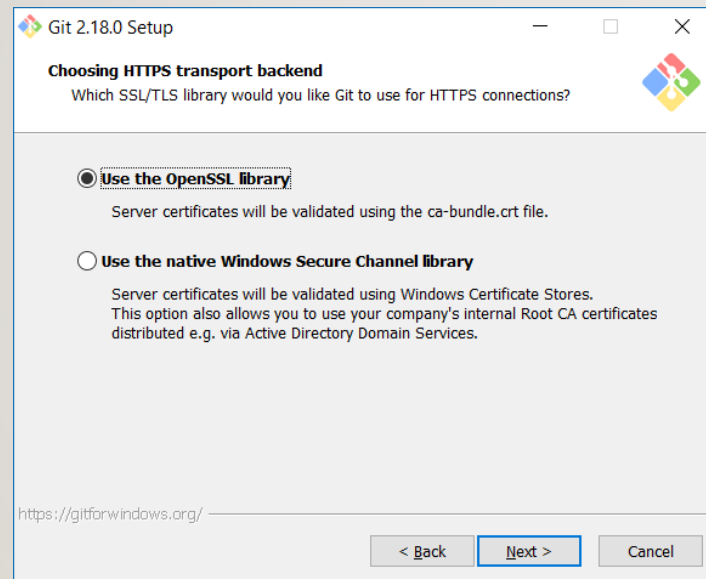 Git 2.18.0 Setup
Choosing HTTPS transport backend
Which SSL/TLS library would you like Git to use for HTTPS connections?
Use the OpenSSL library
Server certificates will be validated using the ca-bundle.crt file.
Use the native Windows Secure Channel library
Server certificates will be validated using Windows Certificate Stores.
This option also allows you to use your company's internal Root CA certificates
distributed e.g. via Active Directory Domain Services.
https://gitforwindows.org/
< Back
Next >
Cancel